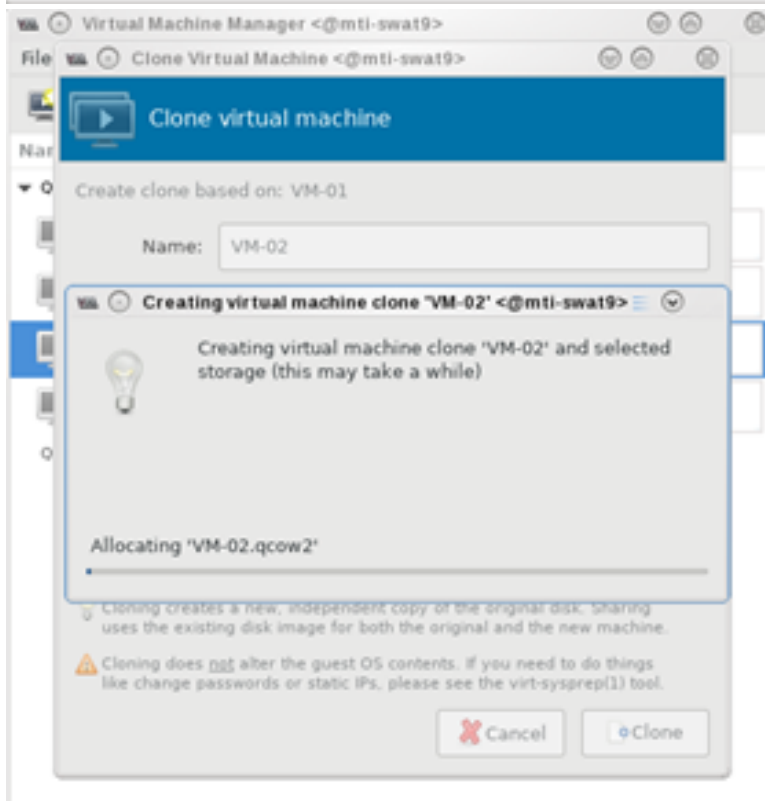 Virtual Machine Manager <@mti-swat9>
File
Clone Virtual Machine <@mti-swat9>
Clone virtual machine
Nar
Create clone based on: VM-01
Name: VM-02
Creating virtual machine clone 'VM-02' <@mti-swat9>
Creating virtual machine clone 'VM-02' and selected
storage (this may take a while)
Allocating 'VM-02.qcow2'
Cloning creates a new, independent copy of the original disk. Sharing
uses the existing disk image for both the original and the new machine.
Cloning does not alter the guest OS contents. If you need to do things
like change passwords or static IPs, please see the virt-sysprep(1) tool.
Cancel
Clone